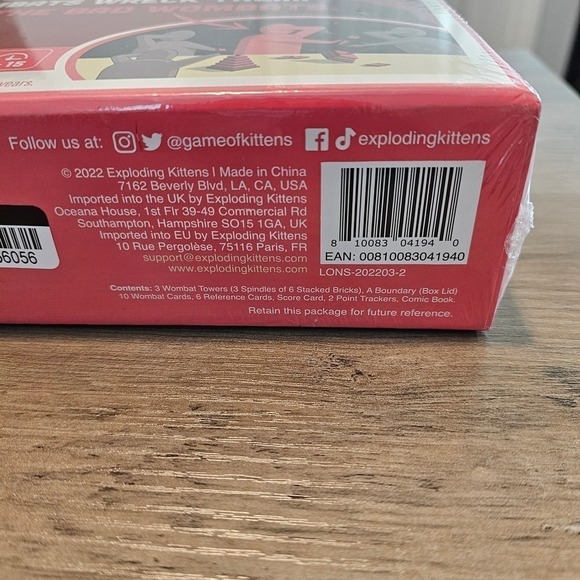 15
years.
Follow us at: @gameofkittens explodingkittens
© 2022 Exploding Kittens | Made in China
7162 Beverly Blvd, LA, CA, USA
Imported into the UK by Exploding Kittens
Oceana House, 1st Flr 39-49 Commercial Rd
Southampton, Hampshire SO15 1GA, UK
Imported into EU by Exploding Kittens
10 Rue Pergolèse, 75116 Paris, FR
support@explodingkittens.com
www.explodingkittens.com
8 10083 04194 0
EAN: 00810083041940
LONS-202203-2
6056
Contents: 3 Wombat Towers (3 Spindles of 6 Stacked Bricks), A Boundary (Box Lid)
10 Wombat Cards, 6 Reference Cards, Score Card, 2 Point Trackers, Comic Book.
Retain this package for future reference.